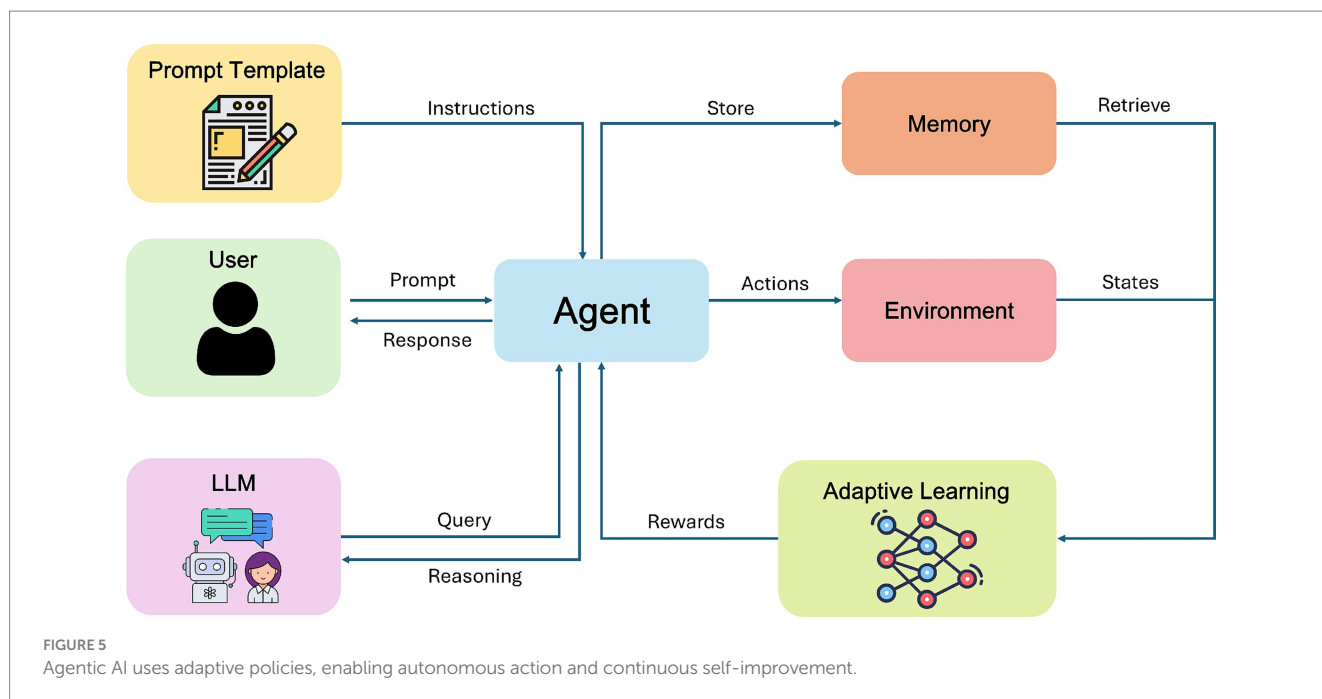 Prompt Template
Instructions
Store
Memory
Retrieve
User
Prompt
Response
Agent
Actions
Environment
States
LLM
Query
Reasoning
Rewards
Adaptive Learning
FIGURE 5
Agentic AI uses adaptive policies, enabling autonomous action and continuous self-improvement.